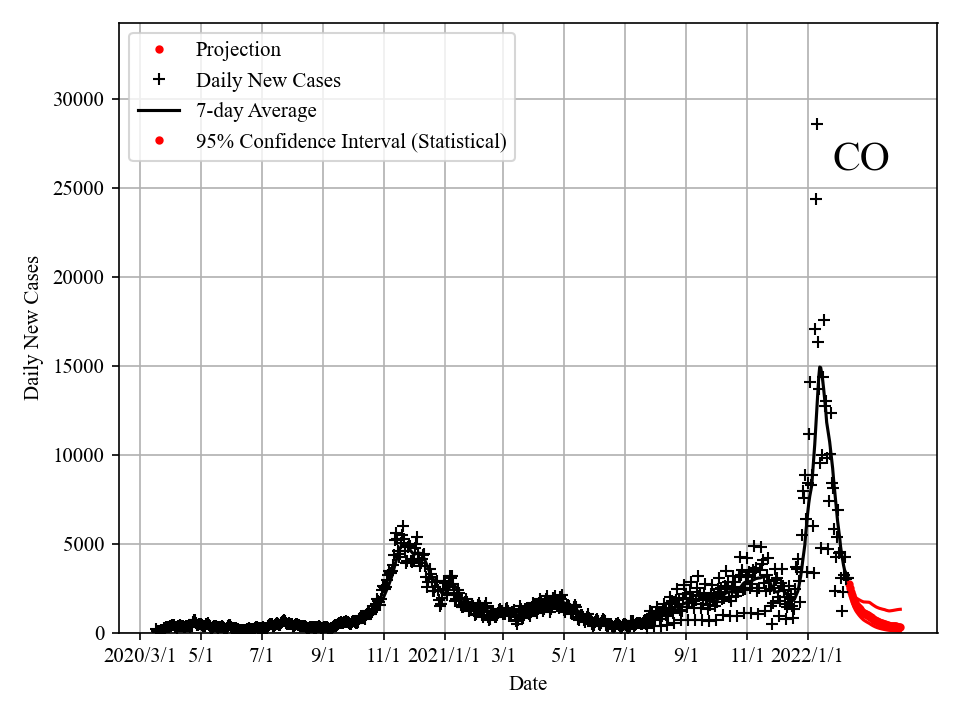 Projection
Daily New Cases
7-day Average
95% Confidence Interval (Statistical)
CO
Daily New Cases
30000
25000
20000
15000
10000
5000
0
2020/3/1 5/1 7/1 9/1 11/1 2021/1/1 3/1 5/1 7/1 9/1 11/1 2022/1/1
Date